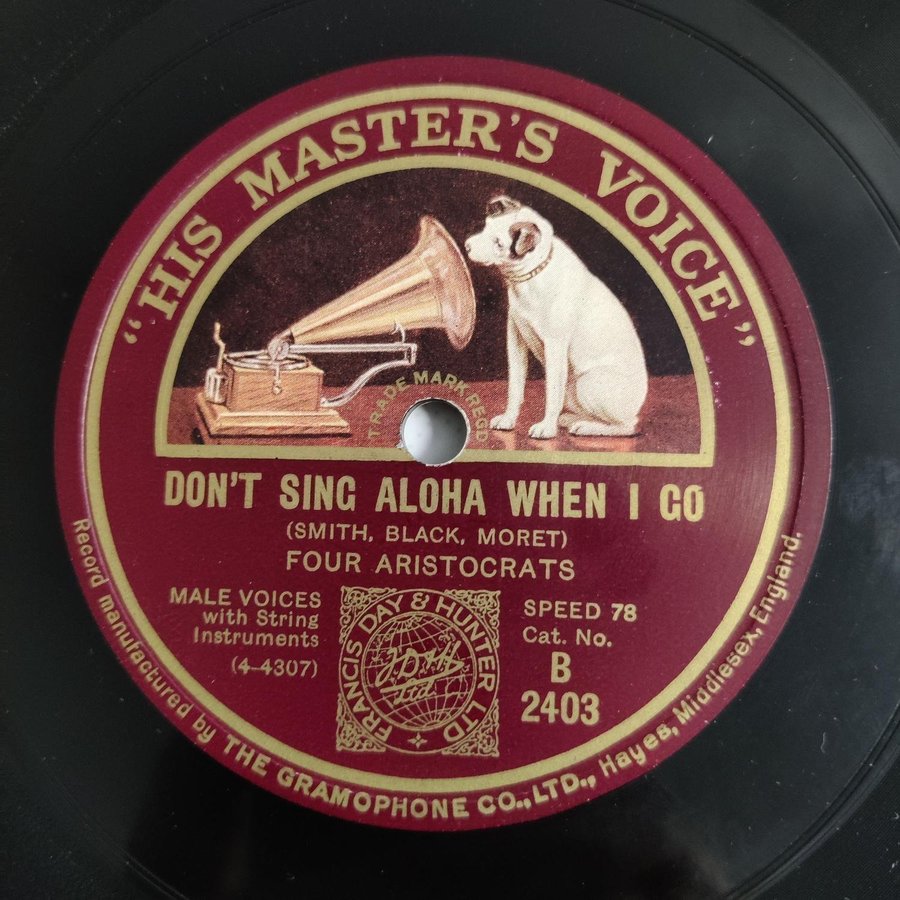 "HIS MASTER'S VOICE"
TRADE MARK REGD
DON'T SING ALOHA WHEN I GO
(SMITH, BLACK, MORET)
FOUR ARISTOCRATS
MALE VOICES
with String
Instruments
(4-4307)
FRANCIS DAY & HUNTER LTD
F.D&H.
Ltd.
SPEED 78
Cat. No.
B
2403
Record manufactured by THE GRAMOPHONE CO., LTD., Hayes, Middlesex, England.